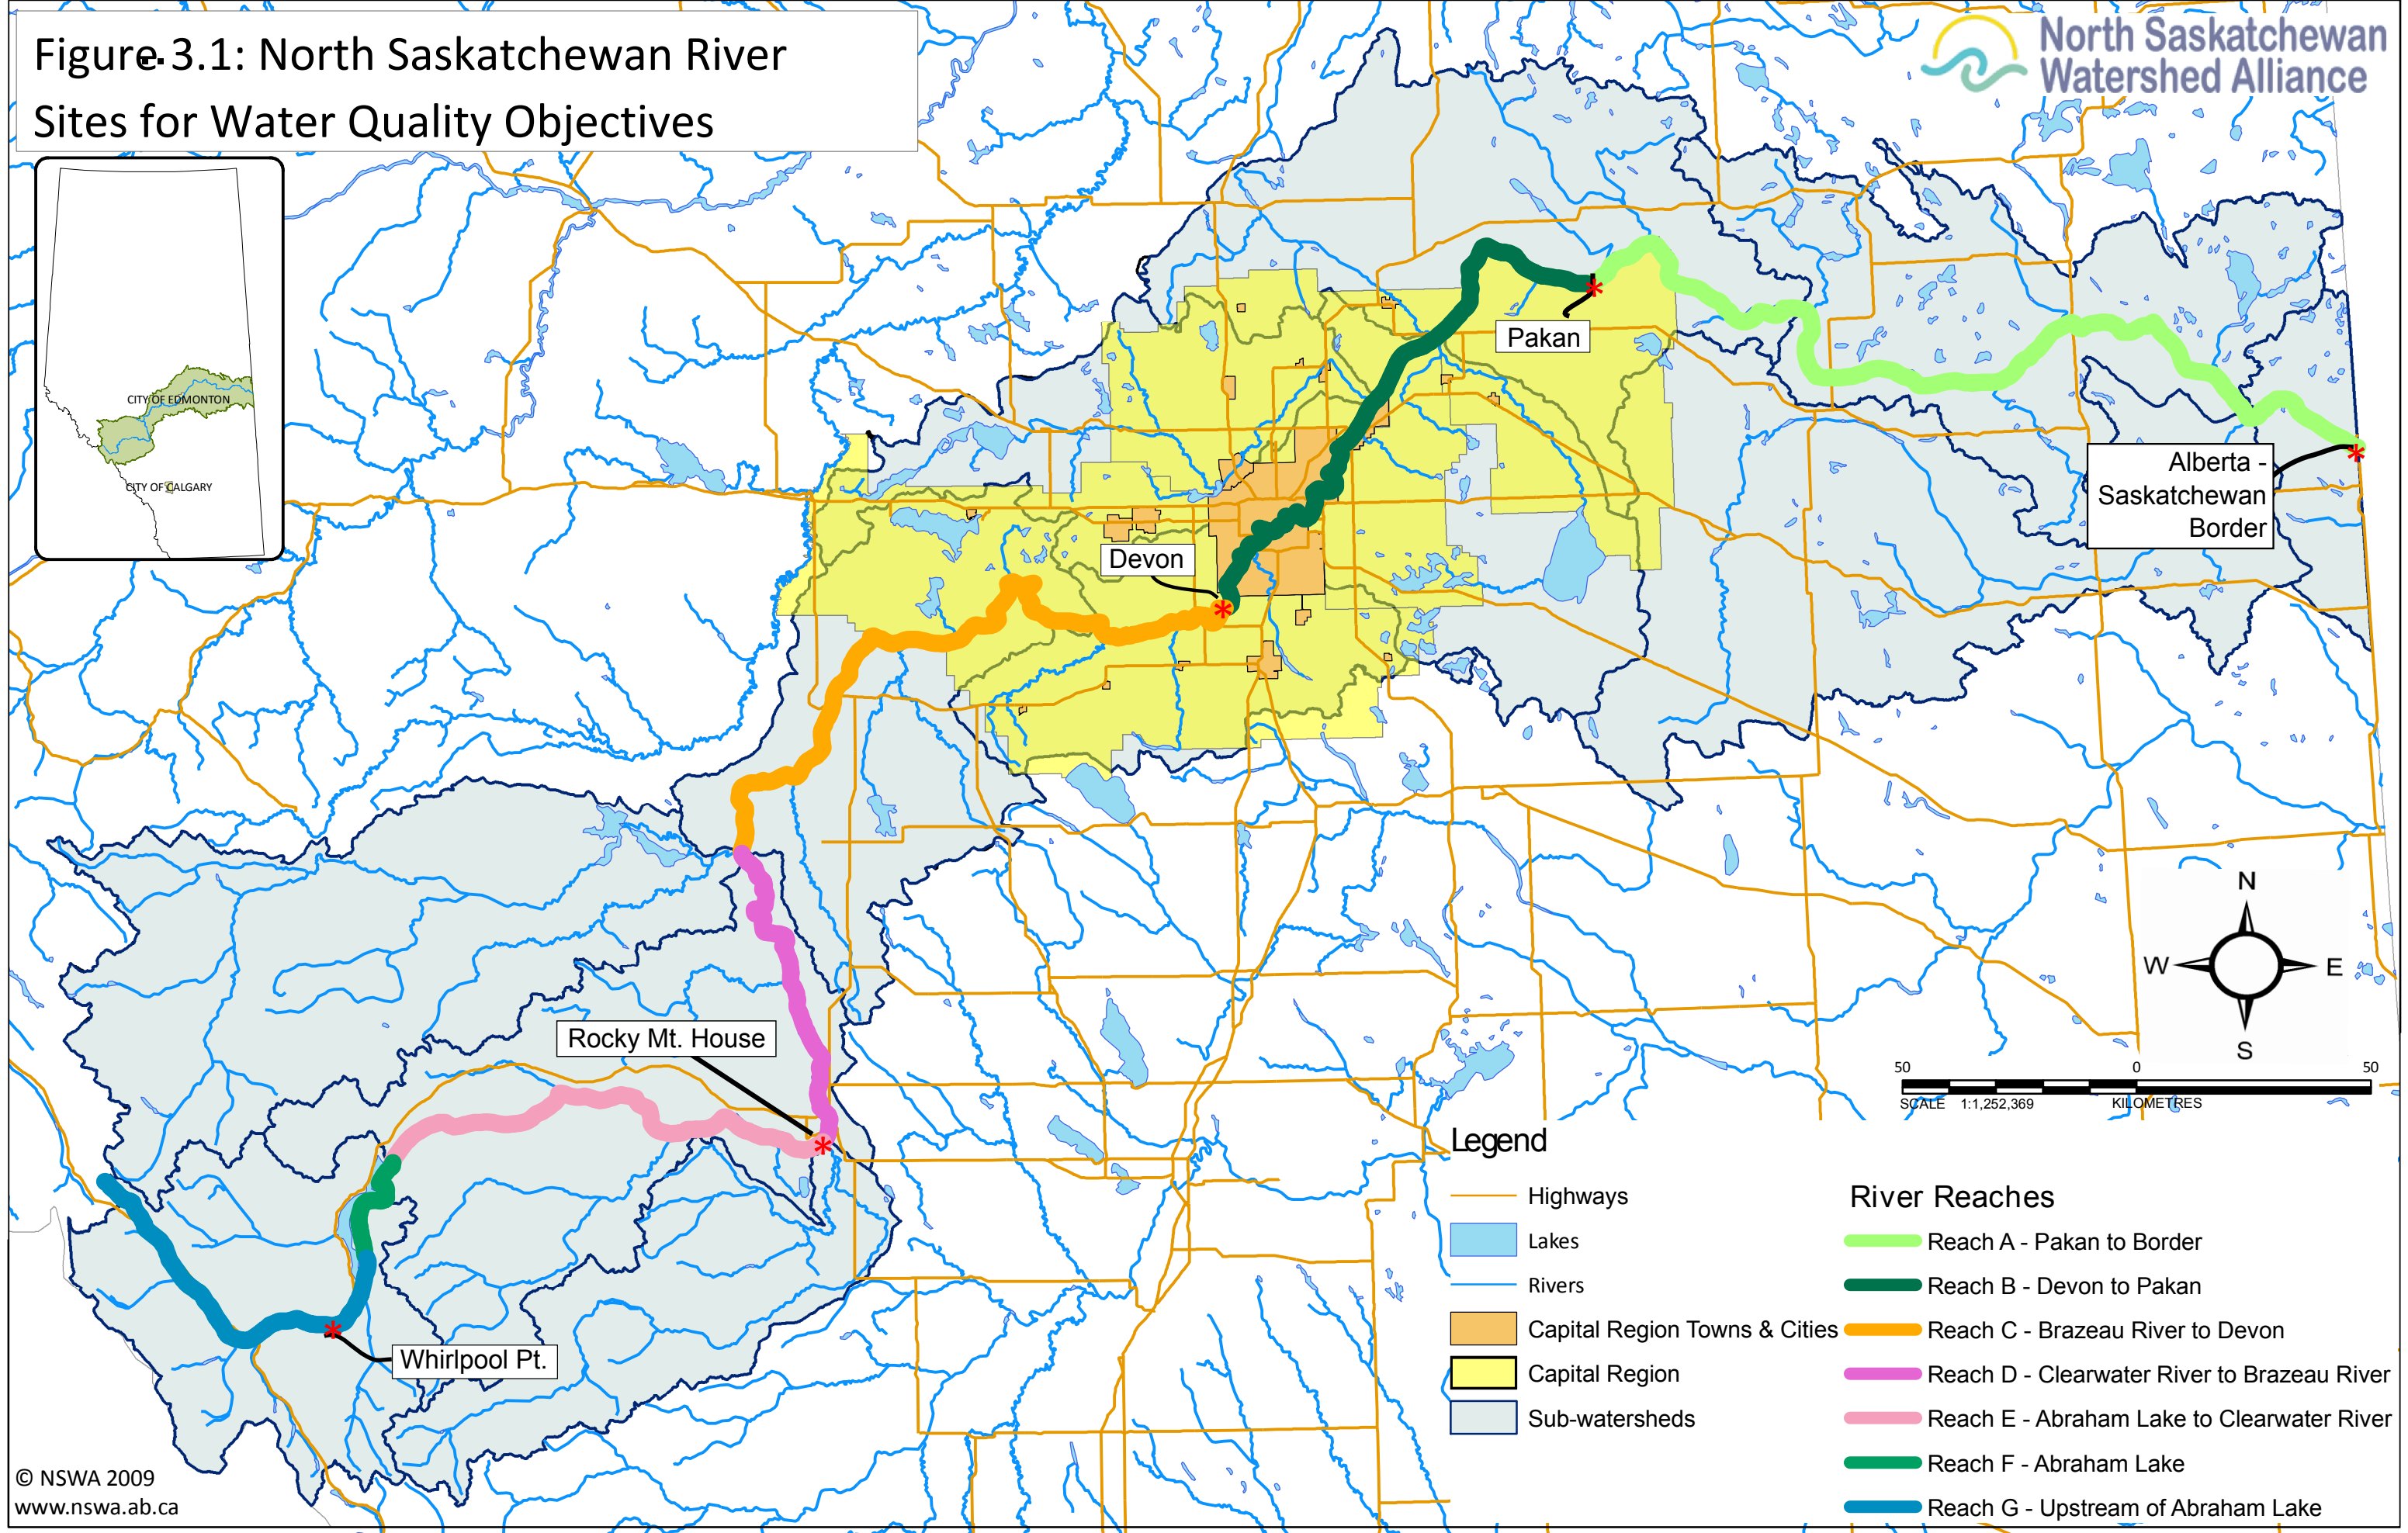 Figure 3.1: North Saskatchewan River
Sites for Water Quality Objectives
North Saskatchewan
Watershed Alliance
CITY OF EDMONTON
CITY OF CALGARY
Pakan
Alberta -
Saskatchewan
Border
Devon
Rocky Mt. House
Whirlpool Pt.
N
W E
S
50 0 50
SCALE 1:1,252,369 KILOMETRES
Legend
Highways
Lakes
Rivers
Capital Region Towns & Cities
Capital Region
Sub-watersheds
River Reaches
Reach A - Pakan to Border
Reach B - Devon to Pakan
Reach C - Brazeau River to Devon
Reach D - Clearwater River to Brazeau River
Reach E - Abraham Lake to Clearwater River
Reach F - Abraham Lake
Reach G - Upstream of Abraham Lake
© NSWA 2009
www.nswa.ab.ca